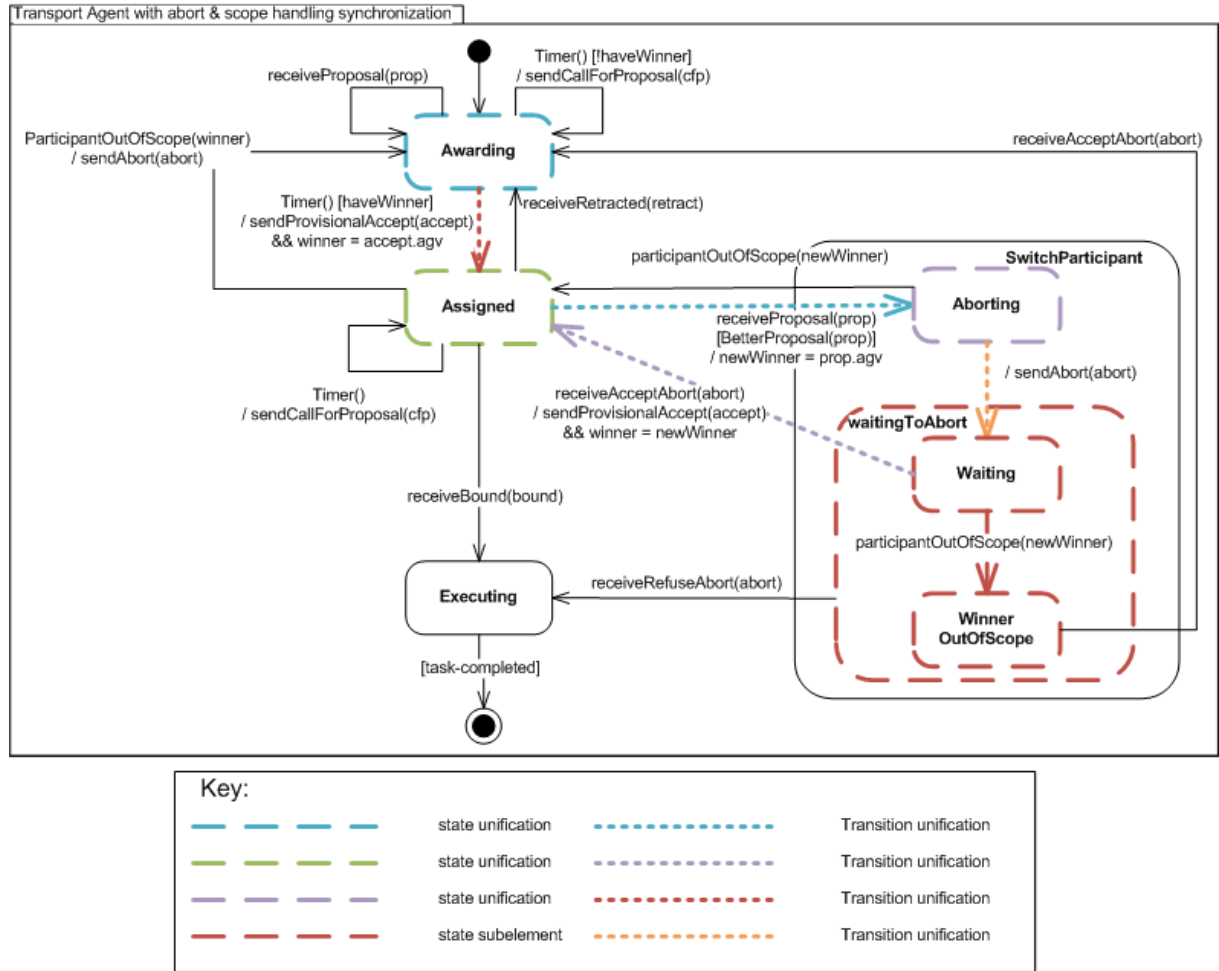 Transport Agent with abort & scope handling synchronization
Timer() [!haveWinner]
/ sendCallForProposal(cfp)
receiveProposal(prop)
ParticipantOutOfScope(winner)
/ sendAbort(abort)
receiveAcceptAbort(abort)
Awarding
Timer() [haveWinner]
/ sendProvisionalAccept(accept)
&& winner = accept.agv
receiveRetracted(retract)
participantOutOfScope(newWinner)
SwitchParticipant
Assigned
Aborting
receiveProposal(prop)
[BetterProposal(prop)]
/ newWinner = prop.agv
Timer()
/ sendCallForProposal(cfp)
receiveAcceptAbort(abort)
/ sendProvisionalAccept(accept)
&& winner = newWinner
/ sendAbort(abort)
waitingToAbort
Waiting
receiveBound(bound)
participantOutOfScope(newWinner)
receiveRefuseAbort(abort)
Executing
Winner
OutOfScope
[task-completed]
Key:
state unification
Transition unification
state unification
Transition unification
state unification
Transition unification
state subelement
Transition unification